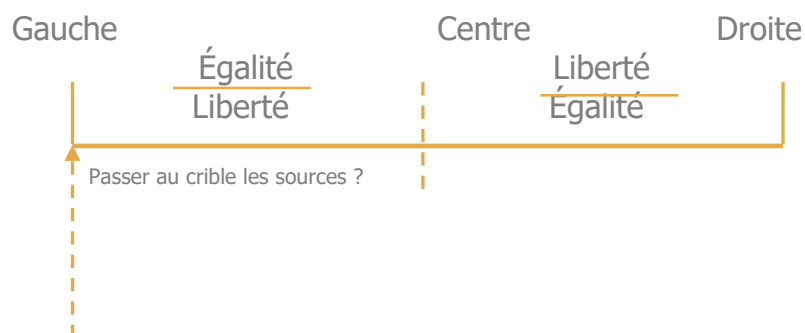 Gauche Centre Droite
Égalité Liberté
Liberté Égalité
Passer au crible les sources ?